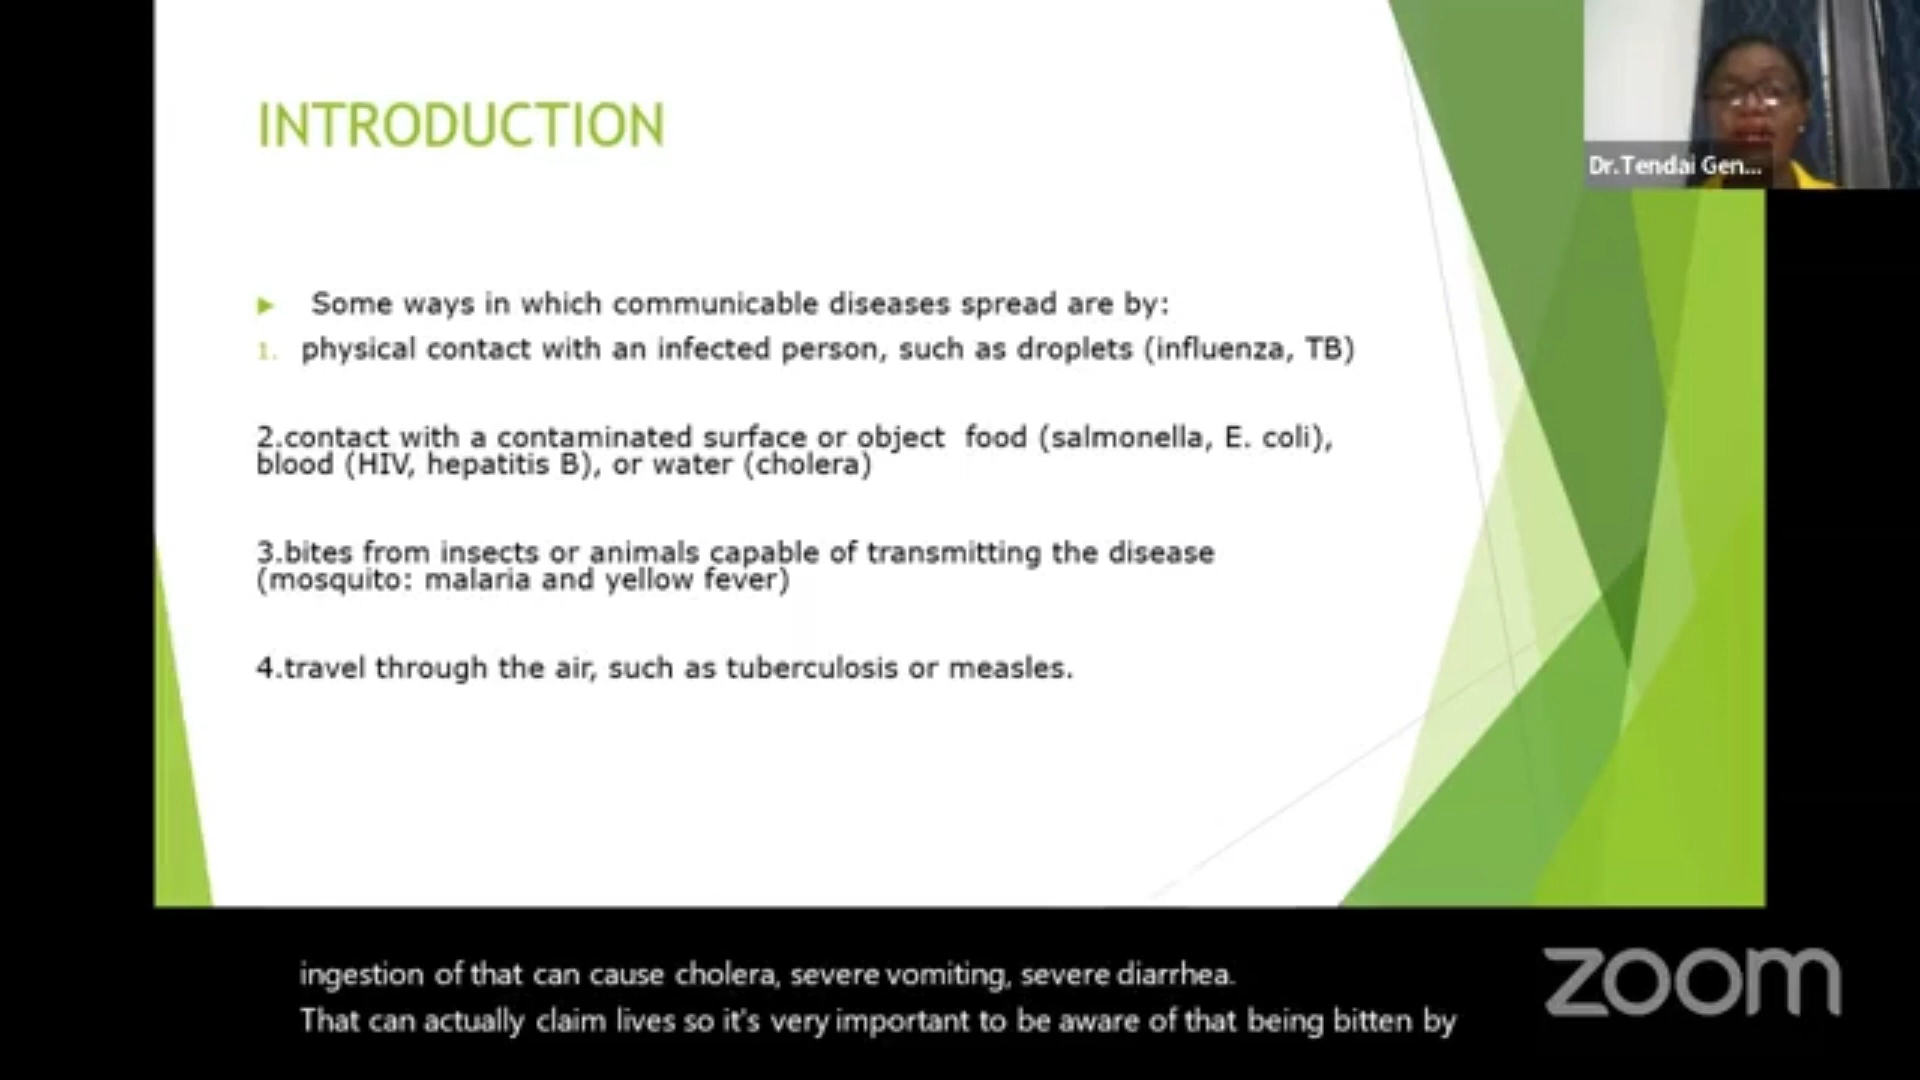 INTRODUCTION
Dr.Tendai Gen...
► Some ways in which communicable diseases spread are by:
1. physical contact with an infected person, such as droplets (influenza, TB)
2.contact with a contaminated surface or object  food (salmonella, E. coli),
blood (HIV, hepatitis B), or water (cholera)
3.bites from insects or animals capable of transmitting the disease
(mosquito: malaria and yellow fever)
4.travel through the air, such as tuberculosis or measles.
ingestion of that can cause cholera, severe vomiting, severe diarrhea.
That can actually claim lives so it's very important to be aware of that being bitten by
zoom